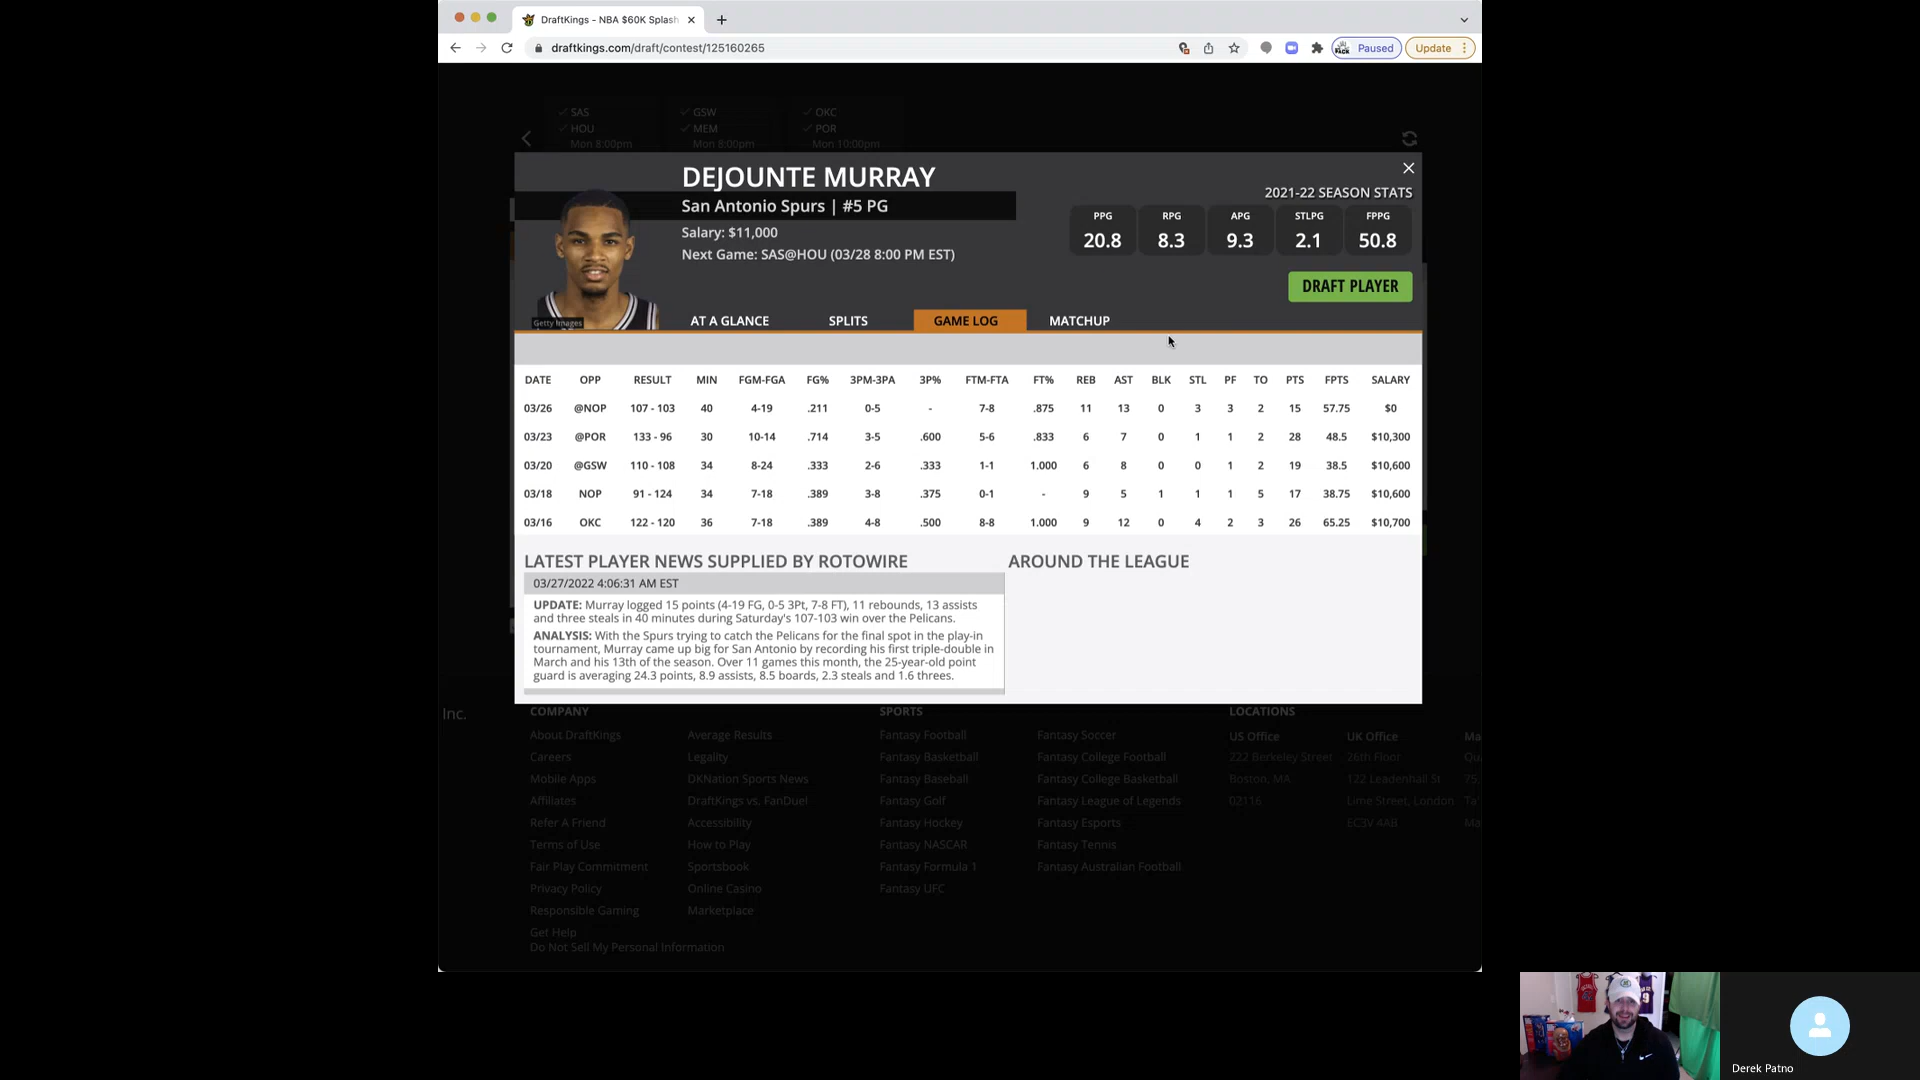 DraftKings - NBA $60K Splash
draftkings.com/draft/contest/125160265
Paused
Update
SAS
HOU
Mon 8:00pm
GSW
MEM
Mon 8:00pm
OKC
POR
Mon 10:00pm
DEJOUNTE MURRAY
San Antonio Spurs | #5 PG
Salary: $11,000
Next Game: SAS@HOU (03/28 8:00 PM EST)
Getty Images
2021-22 SEASON STATS
PPG RPG APG STLPG FPPG
20.8 8.3 9.3 2.1 50.8
DRAFT PLAYER
AT A GLANCE SPLITS GAME LOG MATCHUP
DATE OPP RESULT MIN FGM-FGA FG% 3PM-3PA 3P% FTM-FTA FT% REB AST BLK STL PF TO PTS FPTS SALARY
03/26 @NOP 107 - 103 40 4-19 .211 0-5 - 7-8 .875 11 13 0 3 3 2 15 57.75 $0
03/23 @POR 133 - 96 30 10-14 .714 3-5 .600 5-6 .833 6 7 0 1 1 2 28 48.5 $10,300
03/20 @GSW 110 - 108 34 8-24 .333 2-6 .333 1-1 1.000 6 8 0 0 1 2 19 38.5 $10,600
03/18 NOP 91 - 124 34 7-18 .389 3-8 .375 0-1 - 9 5 1 1 1 5 17 38.75 $10,600
03/16 OKC 122 - 120 36 7-18 .389 4-8 .500 8-8 1.000 9 12 0 4 2 3 26 65.25 $10,700
LATEST PLAYER NEWS SUPPLIED BY ROTOWIRE
03/27/2022 4:06:31 AM EST
UPDATE: Murray logged 15 points (4-19 FG, 0-5 3Pt, 7-8 FT), 11 rebounds, 13 assists
and three steals in 40 minutes during Saturday's 107-103 win over the Pelicans.
ANALYSIS: With the Spurs trying to catch the Pelicans for the final spot in the play-in
tournament, Murray came up big for San Antonio by recording his first triple-double in
March and his 13th of the season. Over 11 games this month, the 25-year-old point
guard is averaging 24.3 points, 8.9 assists, 8.5 boards, 2.3 steals and 1.6 threes.
AROUND THE LEAGUE
Inc.
COMPANY
About DraftKings
Careers
Mobile Apps
Affiliates
Refer A Friend
Terms of Use
Fair Play Commitment
Privacy Policy
Responsible Gaming
Get Help
Do Not Sell My Personal Information
Average Results
Legality
DKNation Sports News
DraftKings vs. FanDuel
Accessibility
How to Play
Sportsbook
Online Casino
Marketplace
SPORTS
Fantasy Football
Fantasy Basketball
Fantasy Baseball
Fantasy Golf
Fantasy Hockey
Fantasy NASCAR
Fantasy Formula 1
Fantasy UFC
Fantasy Soccer
Fantasy College Football
Fantasy College Basketball
Fantasy League of Legends
Fantasy Esports
Fantasy Tennis
Fantasy Australian Football
LOCATIONS
US Office
222 Berkeley Street
Boston, MA
02116
UK Office
26th Floor
122 Leadenhall St
Lime Street, London
EC3V 4AB
Derek Patno